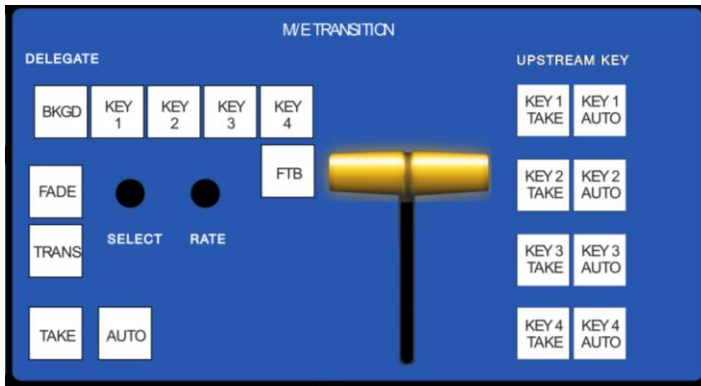 M/E TRANSITION
DELEGATE
UPSTREAM KEY
BKGD
KEY
1
KEY
2
KEY
3
KEY
4
FTB
FADE
TRANS
SELECT
RATE
TAKE
AUTO
KEY 1
TAKE
KEY 1
AUTO
KEY 2
TAKE
KEY 2
AUTO
KEY 3
TAKE
KEY 3
AUTO
KEY 4
TAKE
KEY 4
AUTO